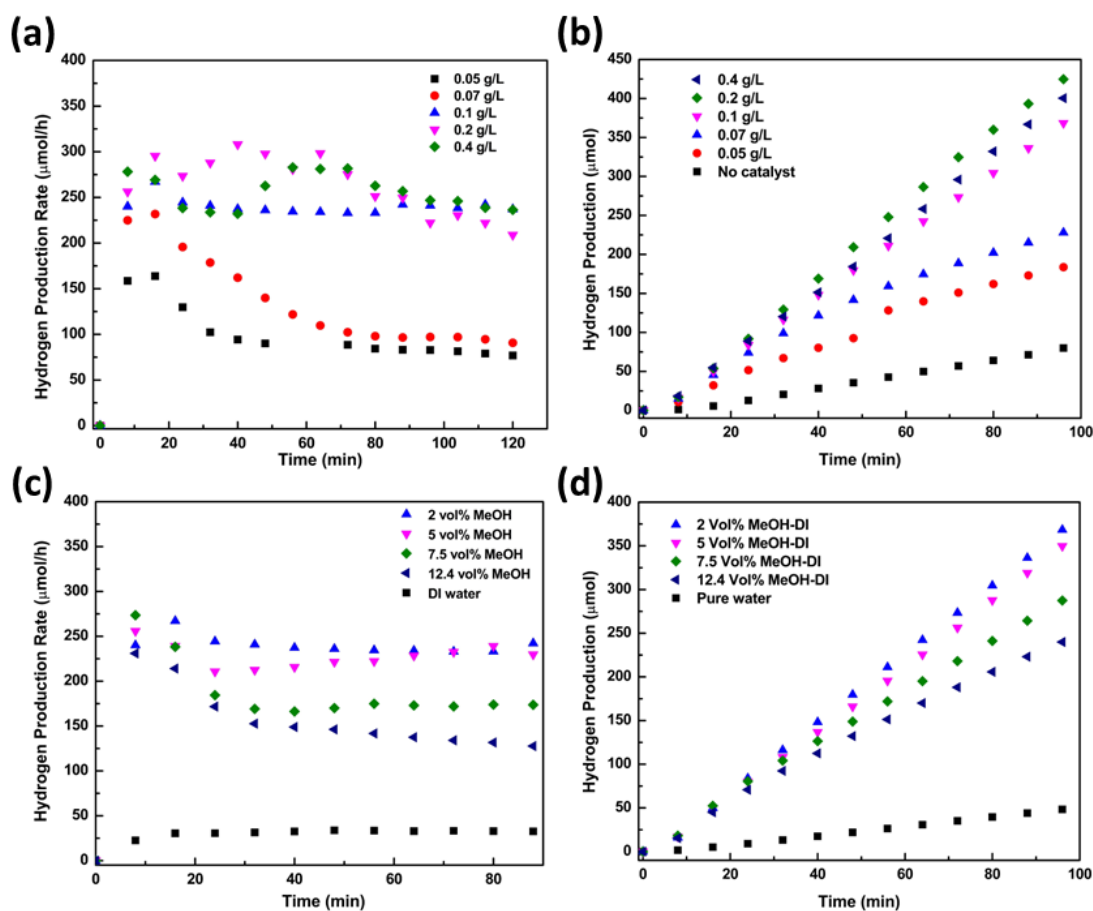 (a)
Hydrogen Production Rate (μmol/h)
400
350
300
250
200
150
100
50
0
0.05 g/L
0.07 g/L
0.1 g/L
0.2 g/L
0.4 g/L
0 20 40 60 80 100 120
Time (min)
(b)
Hydrogen Production (μmol)
450
400
350
300
250
200
150
100
50
0
0.4 g/L
0.2 g/L
0.1 g/L
0.07 g/L
0.05 g/L
No catalyst
0 20 40 60 80 100
Time (min)
(c)
Hydrogen Production Rate (μmol/h)
400
350
300
250
200
150
100
50
0
2 vol% MeOH
5 vol% MeOH
7.5 vol% MeOH
12.4 vol% MeOH
DI water
0 20 40 60 80
Time (min)
(d)
Hydrogen Production (μmol)
400
350
300
250
200
150
100
50
0
2 Vol% MeOH-DI
5 Vol% MeOH-DI
7.5 Vol% MeOH-DI
12.4 Vol% MeOH-DI
Pure water
0 20 40 60 80 100
Time (min)